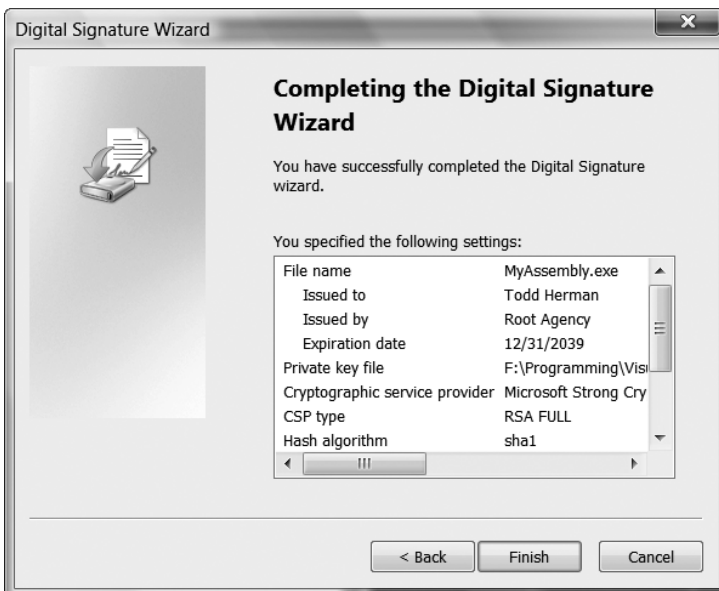 Digital Signature Wizard
Completing the Digital Signature
Wizard
You have successfully completed the Digital Signature
wizard.
You specified the following settings:
File name MyAssembly.exe
Issued to Todd Herman
Issued by Root Agency
Expiration date 12/31/2039
Private key file F:\Programming\Visu
Cryptographic service provider Microsoft Strong Cry
CSP type RSA FULL
Hash algorithm sha1
< Back Finish Cancel